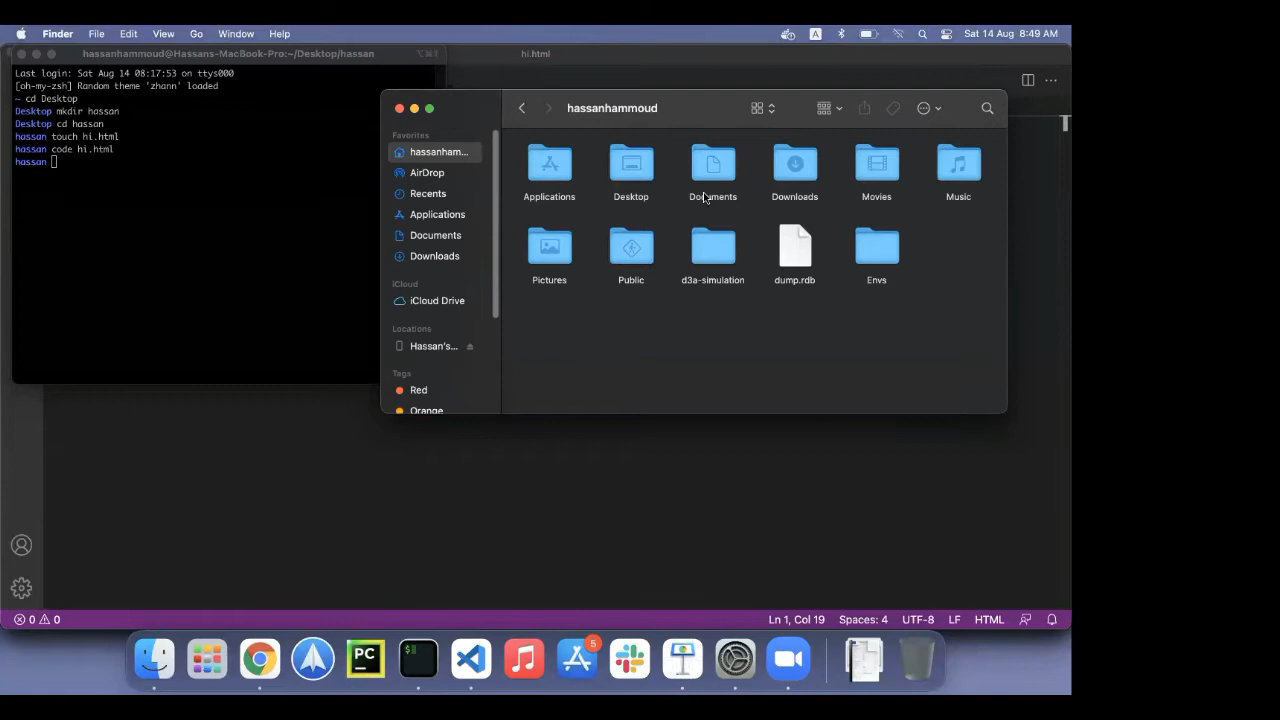 Finder File Edit View Go Window Help
A
Sat 14 Aug 8:49 AM
hassanhammoud@Hassans-MacBook-Pro:~/Desktop/hassan
⌥⌘1
hi.html
Last login: Sat Aug 14 08:17:53 on ttys000
[oh-my-zsh] Random theme 'zhann' loaded
~ cd Desktop
Desktop mkdir hassan
Desktop cd hassan
hassan touch hi.html
hassan code hi.html
hassan
hassanhammoud
Favorites
hassanham...
AirDrop
Recents
Applications
Documents
Downloads
iCloud
iCloud Drive
Locations
Hassan's...
Tags
Red
Orange
Applications Desktop Documents Downloads Movies Music
Pictures Public d3a-simulation dump.rdb Envs
0 0
Ln 1, Col 19 Spaces: 4 UTF-8 LF HTML
PC
$
5